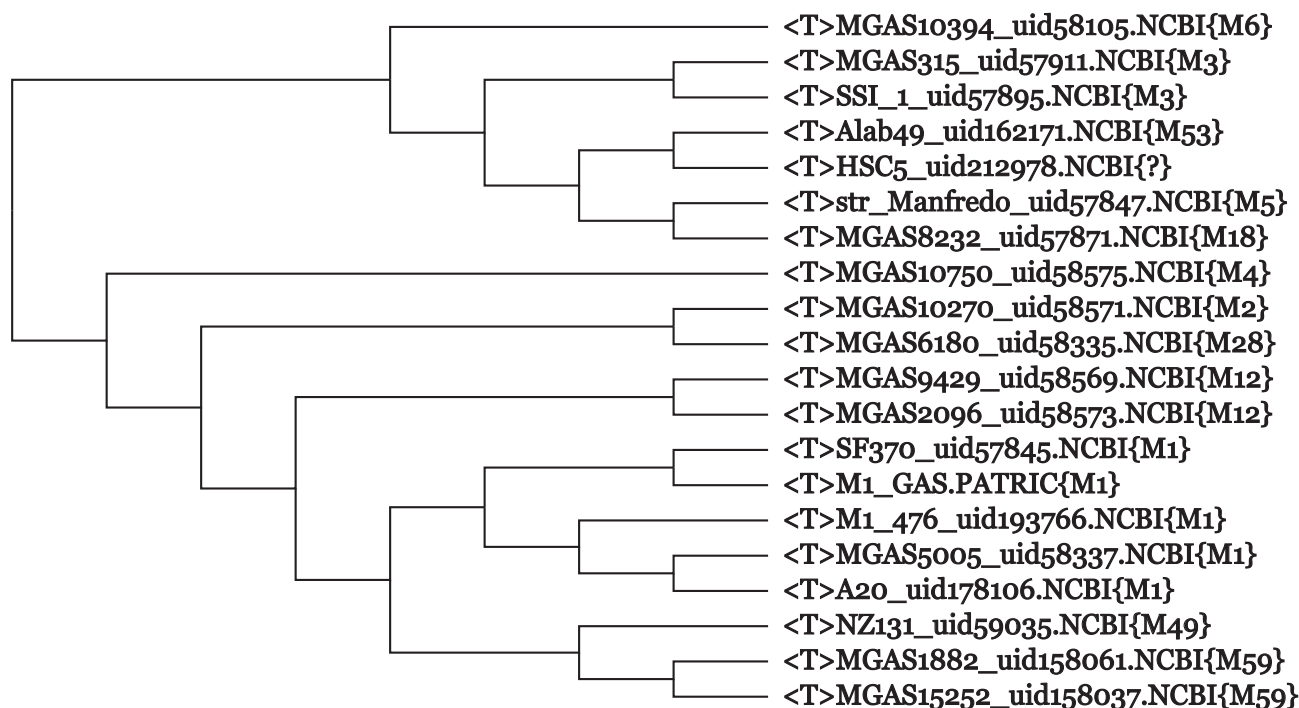 <T>MGAS10394_uid58105.NCBI{M6}
<T>MGAS315_uid57911.NCBI{M3}
<T>SSI_1_uid57895.NCBI{M3}
<T>Alab49_uid162171.NCBI{M53}
<T>HSC5_uid212978.NCBI{?}
<T>str_Manfredo_uid57847.NCBI{M5}
<T>MGAS8232_uid57871.NCBI{M18}
<T>MGAS10750_uid58575.NCBI{M4}
<T>MGAS10270_uid58571.NCBI{M2}
<T>MGAS6180_uid58335.NCBI{M28}
<T>MGAS9429_uid58569.NCBI{M12}
<T>MGAS2096_uid58573.NCBI{M12}
<T>SF370_uid57845.NCBI{M1}
<T>M1_GAS.PATRIC{M1}
<T>M1_476_uid193766.NCBI{M1}
<T>MGAS5005_uid58337.NCBI{M1}
<T>A20_uid178106.NCBI{M1}
<T>NZ131_uid59035.NCBI{M49}
<T>MGAS1882_uid158061.NCBI{M59}
<T>MGAS15252_uid158037.NCBI{M59}